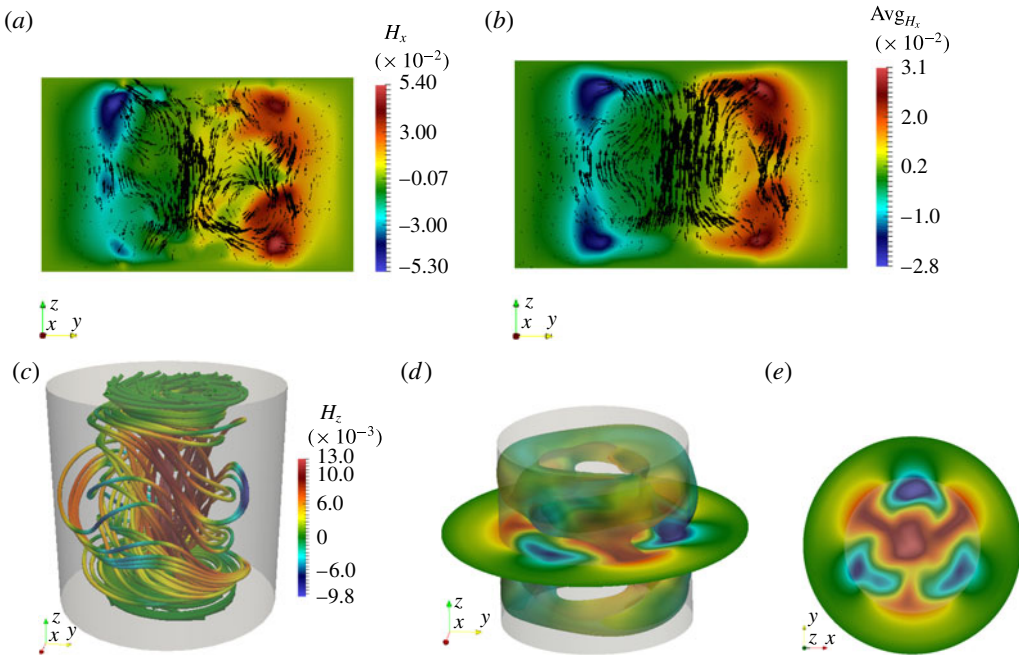 (a)
H_x
(× 10⁻²)
5.40
3.00
−0.07
−3.00
−5.30
z
x y
(b)
Avg_{H_x}
(× 10⁻²)
3.1
2.0
0.2
−1.0
−2.8
z
x y
(c)
H_z
(× 10⁻³)
13.0
10.0
6.0
0
−6.0
−9.8
z
x y
(d)
z
x y
(e)
y
z x